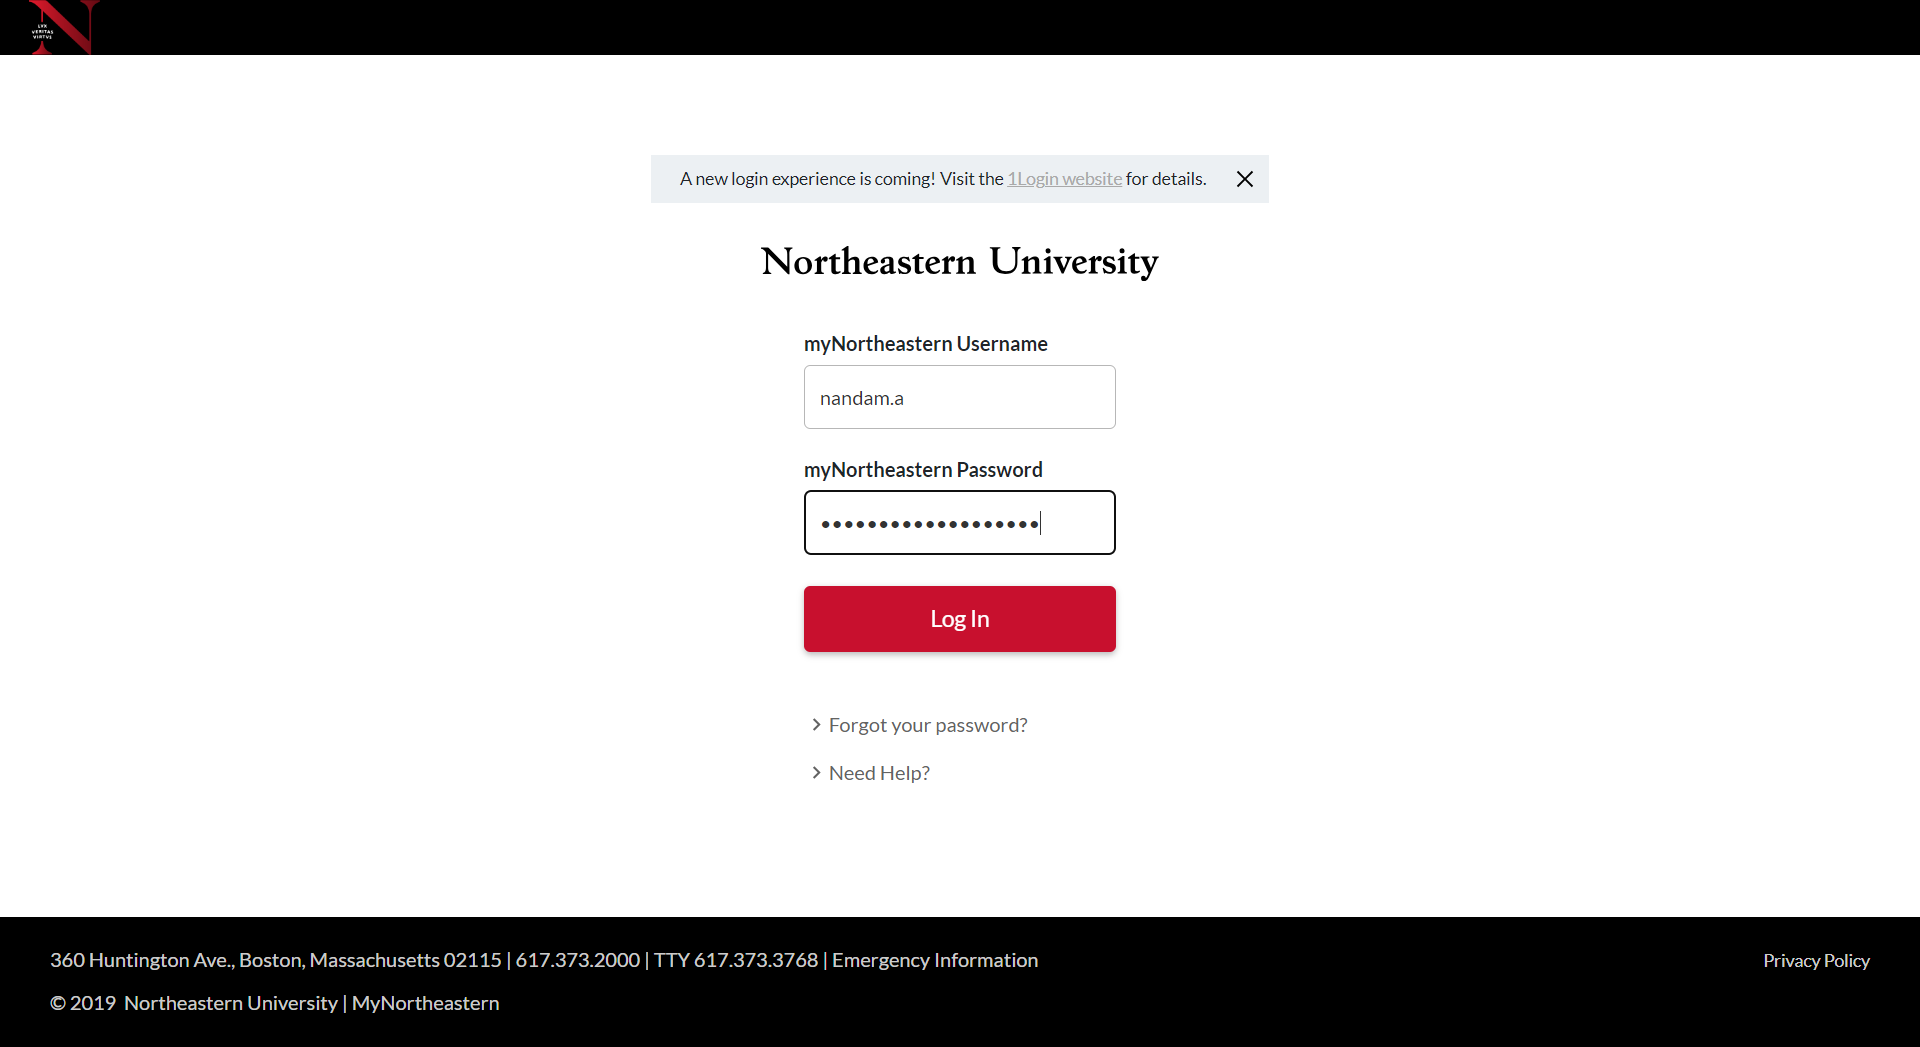 LVX
VERITAS
VIRTVS
A new login experience is coming! Visit the 1Login website for details.
Northeastern University
myNortheastern Username
nandam.a
myNortheastern Password
•••••••••••••••••••
Log In
Forgot your password?
Need Help?
360 Huntington Ave., Boston, Massachusetts 02115 | 617.373.2000 | TTY 617.373.3768 | Emergency Information
Privacy Policy
© 2019 Northeastern University | MyNortheastern